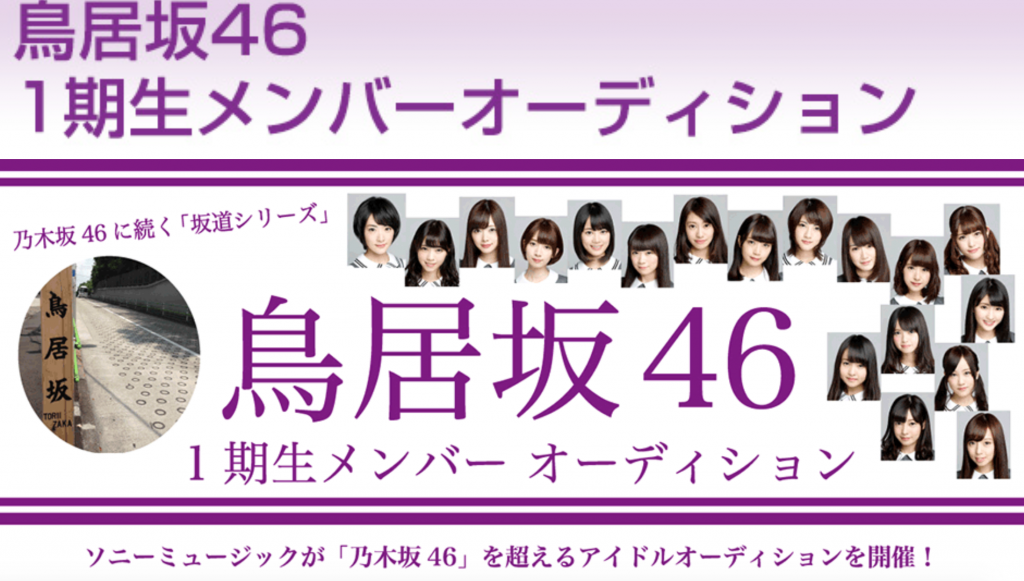 鳥居坂46
1期生メンバーオーディション
乃木坂46に続く「坂道シリーズ」
鳥居坂
TORII
ZAKA
鳥居坂46
1期生メンバー オーディション
ソニーミュージックが「乃木坂46」を超えるアイドルオーディションを開催！